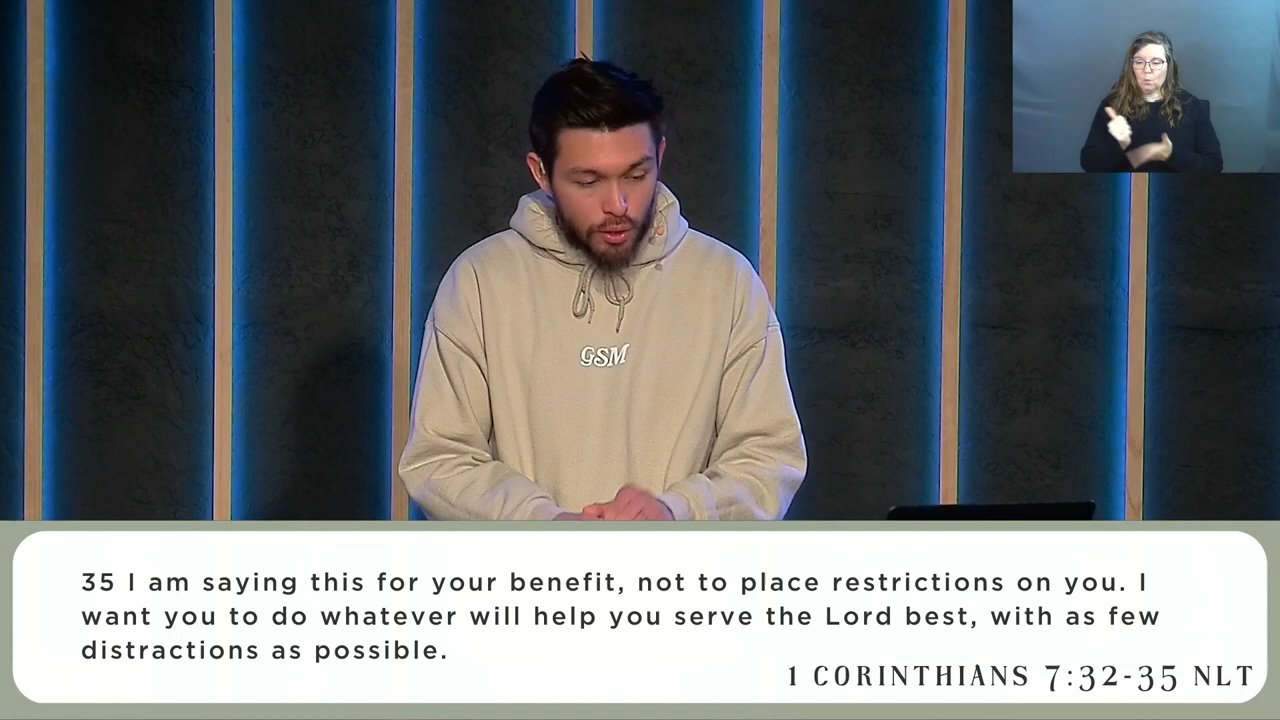 GSM
35 I am saying this for your benefit, not to place restrictions on you. I
want you to do whatever will help you serve the Lord best, with as few
distractions as possible.
1 CORINTHIANS 7:32-35 NLT